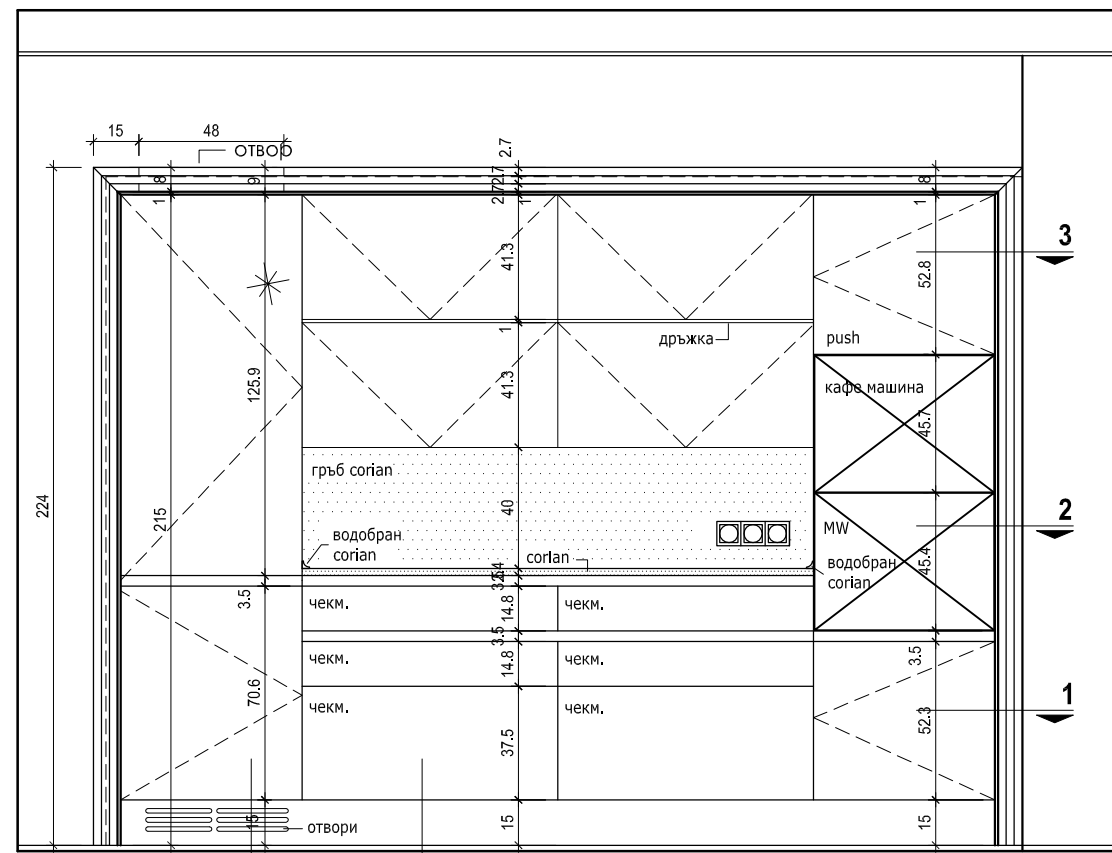 15
48
ОТВОР
2.7
8
9
2.7
2.7
8
1
1
1
3
41.3
52.8
1
дръжка
push
125.9
41.3
кафе машина
45.7
гръб corian
224
215
40
2
MW
водобран
corian
corian
водобран
corian
45.4
3.5
14.8
чекм.
чекм.
3.5
чекм.
чекм.
14.8
3.5
70.6
чекм.
чекм.
1
52.3
37.5
15
отвори
15
15